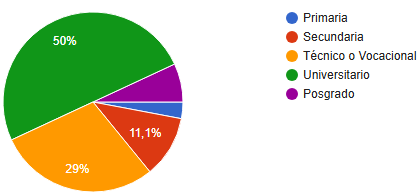 50%
11,1%
29%
Primaria
Secundaria
Técnico o Vocacional
Universitario
Posgrado